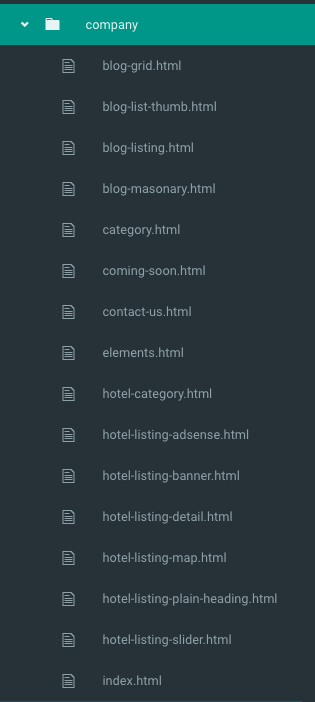 company
blog-grid.html
blog-list-thumb.html
blog-listing.html
blog-masonary.html
category.html
coming-soon.html
contact-us.html
elements.html
hotel-category.html
hotel-listing-adsense.html
hotel-listing-banner.html
hotel-listing-detail.html
hotel-listing-map.html
hotel-listing-plain-heading.html
hotel-listing-slider.html
index.html